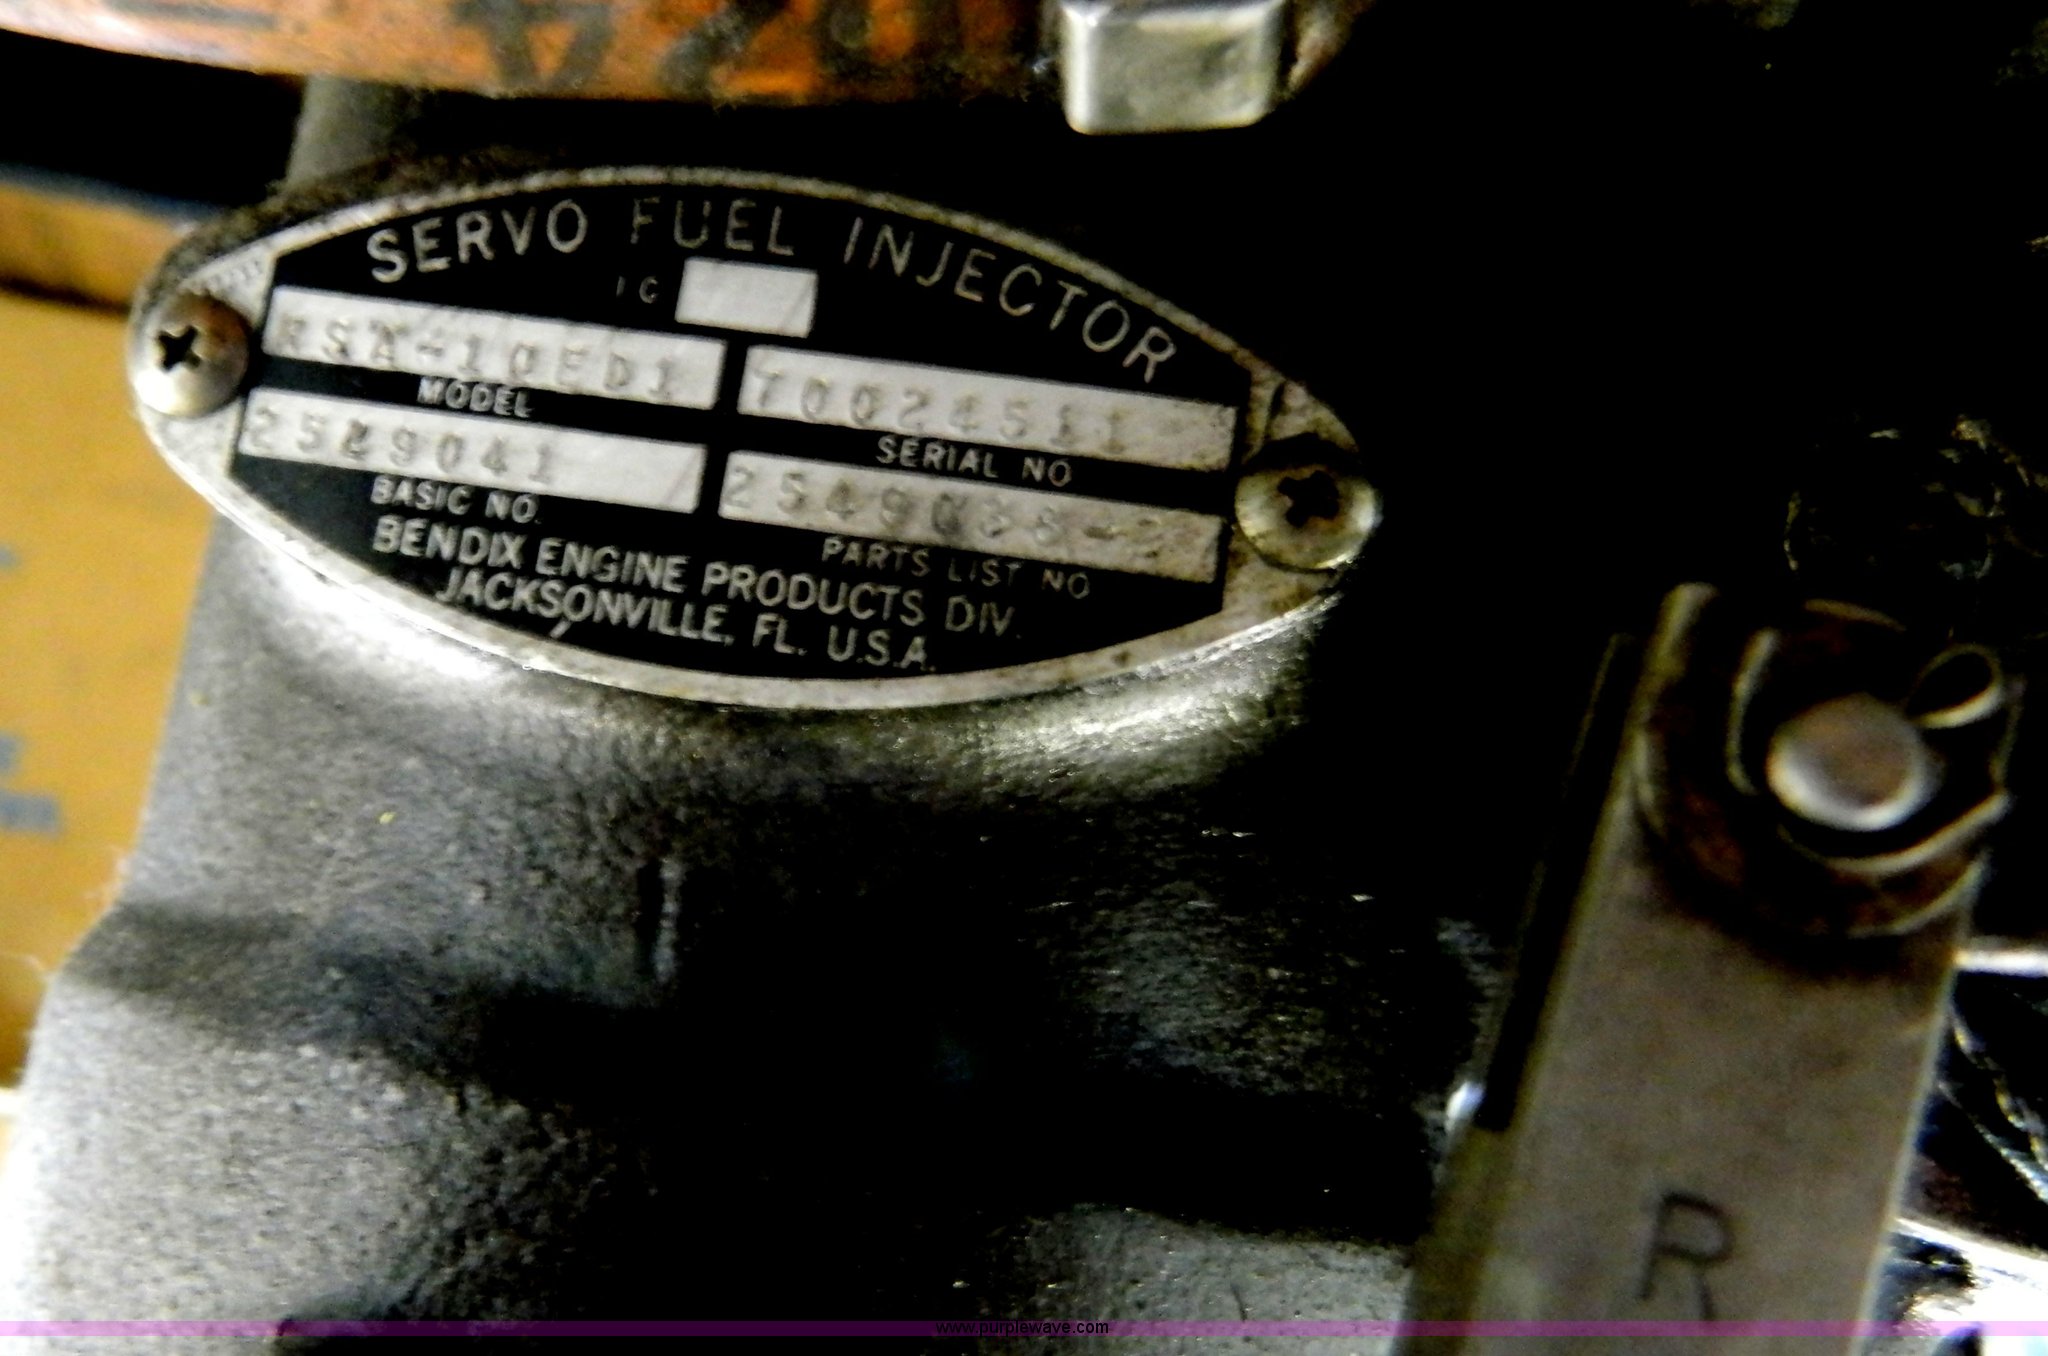 SERVO FUEL INJECTOR
RSA-10ED1
70024511
MODEL
SERIAL NO
2549041
BASIC NO.
PARTS LIST NO
BENDIX ENGINE PRODUCTS DIV.
JACKSONVILLE, FL. U.S.A.
R
www.purplewave.com